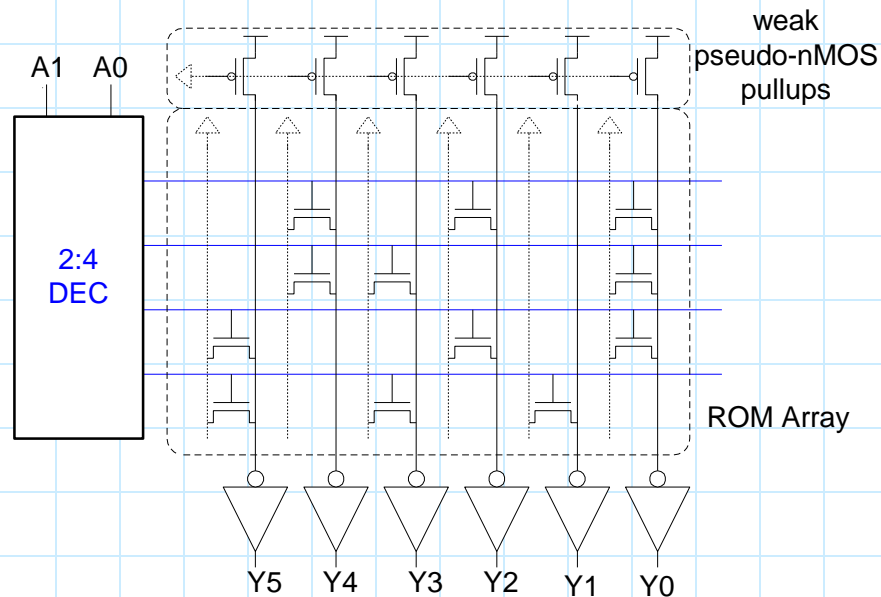 weak
pseudo-nMOS
pullups
A1 A0
2:4
DEC
ROM Array
Y5 Y4 Y3 Y2 Y1 Y0